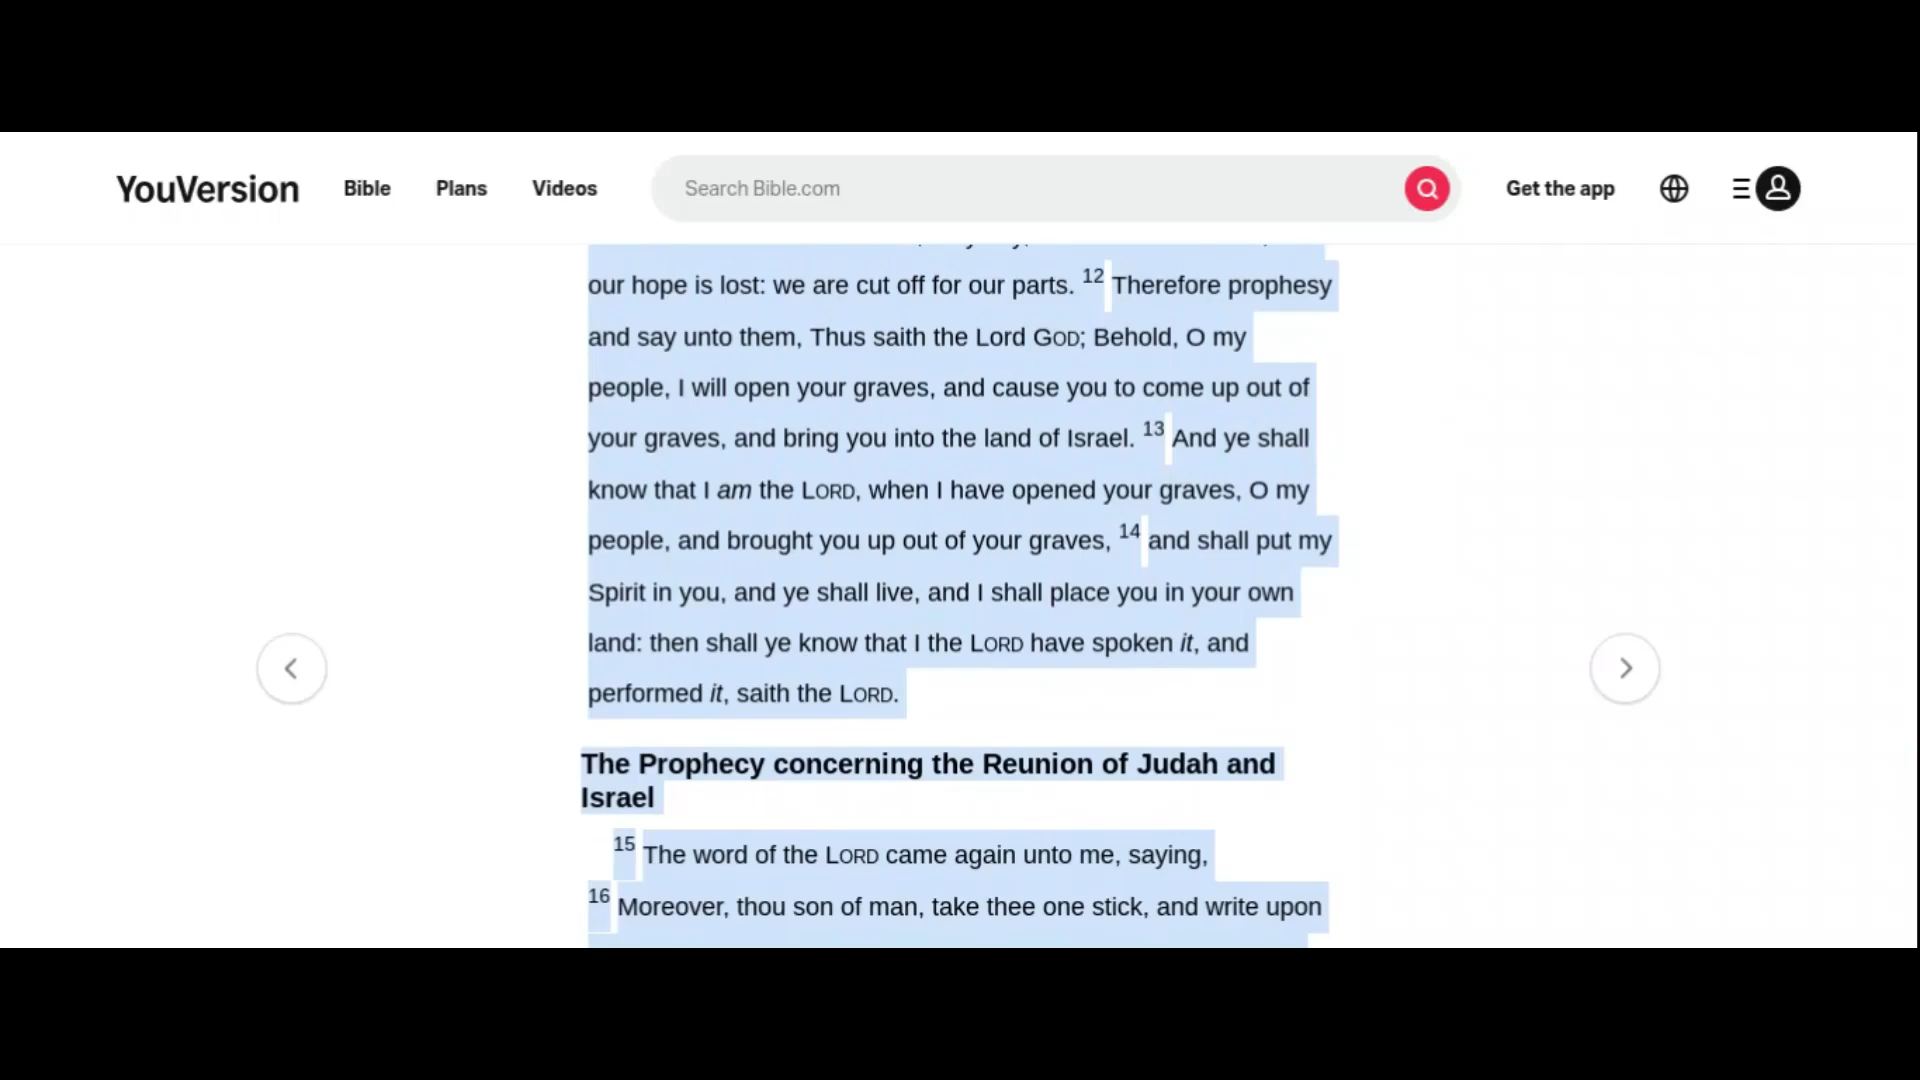 YouVersion Bible Plans Videos Search Bible.com Get the app
our hope is lost: we are cut off for our parts. 12 Therefore prophesy
and say unto them, Thus saith the Lord GOD; Behold, O my
people, I will open your graves, and cause you to come up out of
your graves, and bring you into the land of Israel. 13 And ye shall
know that I am the LORD, when I have opened your graves, O my
people, and brought you up out of your graves, 14 and shall put my
Spirit in you, and ye shall live, and I shall place you in your own
land: then shall ye know that I the LORD have spoken it, and
performed it, saith the LORD.
The Prophecy concerning the Reunion of Judah and
Israel
15 The word of the LORD came again unto me, saying,
16 Moreover, thou son of man, take thee one stick, and write upon